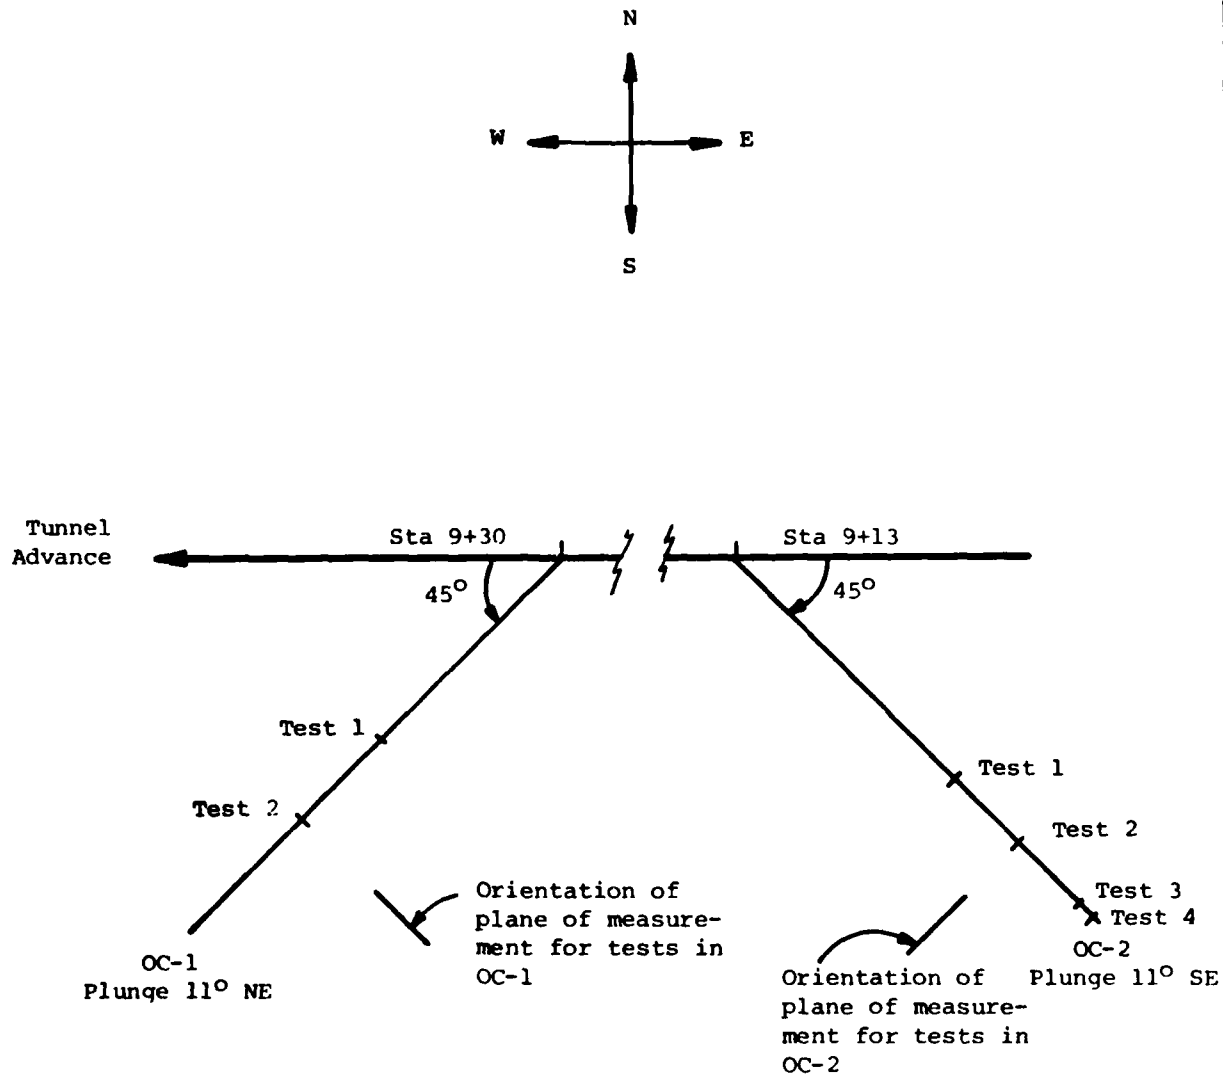 N
W
E
S
Tunnel
Advance
Sta 9+30
Sta 9+13
45°
45°
Test 1
Test 2
Test 1
Test 2
Test 3
Test 4
OC-1
Plunge 11° NE
Orientation of
plane of measure-
ment for tests in
OC-1
OC-2
Plunge 11° SE
Orientation of
plane of measure-
ment for tests in
OC-2